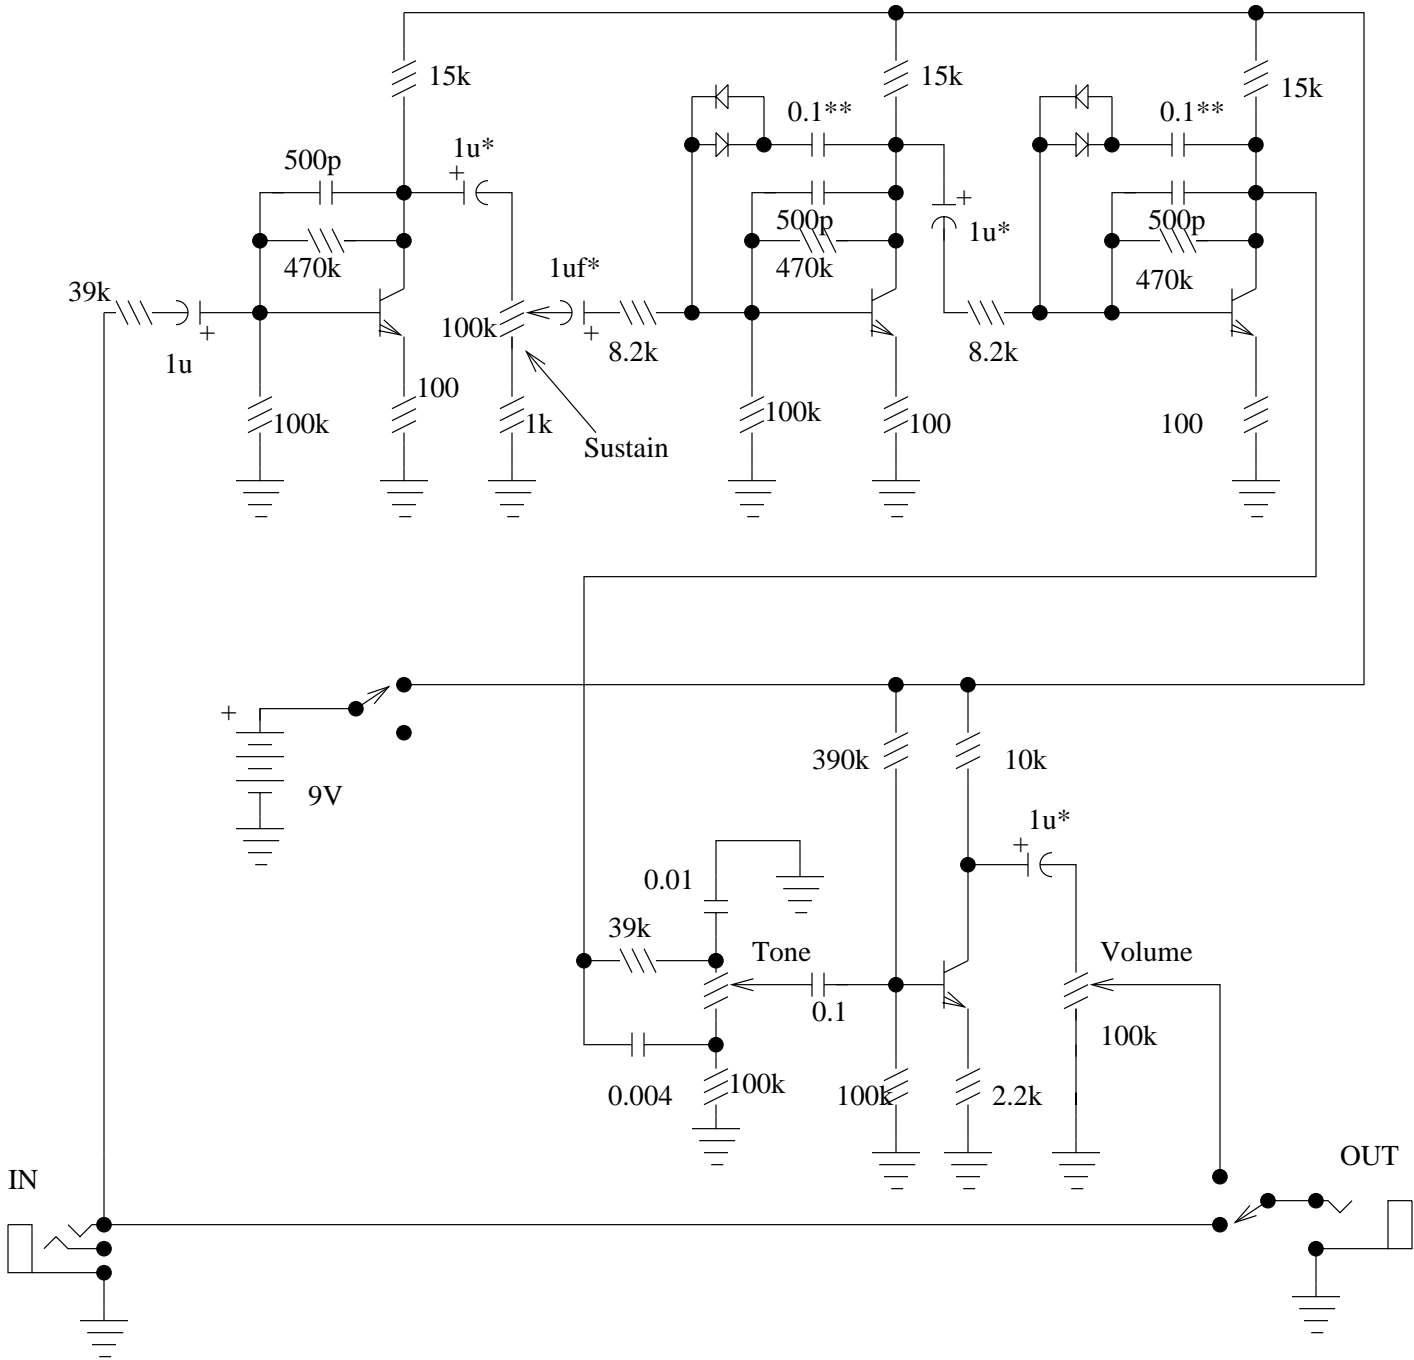 15k
15k
15k
0.1**
0.1**
1u*
500p
500p
500p
1u*
470k
470k
470k
1uf*
39k
+
+
100k
+
+
1u
8.2k
8.2k
100
100k
1k
100k
100
100
Sustain
+
390k
10k
9V
1u*
+
0.01
39k
Tone
Volume
0.1
100k
0.004
100k
100k
2.2k
IN
OUT